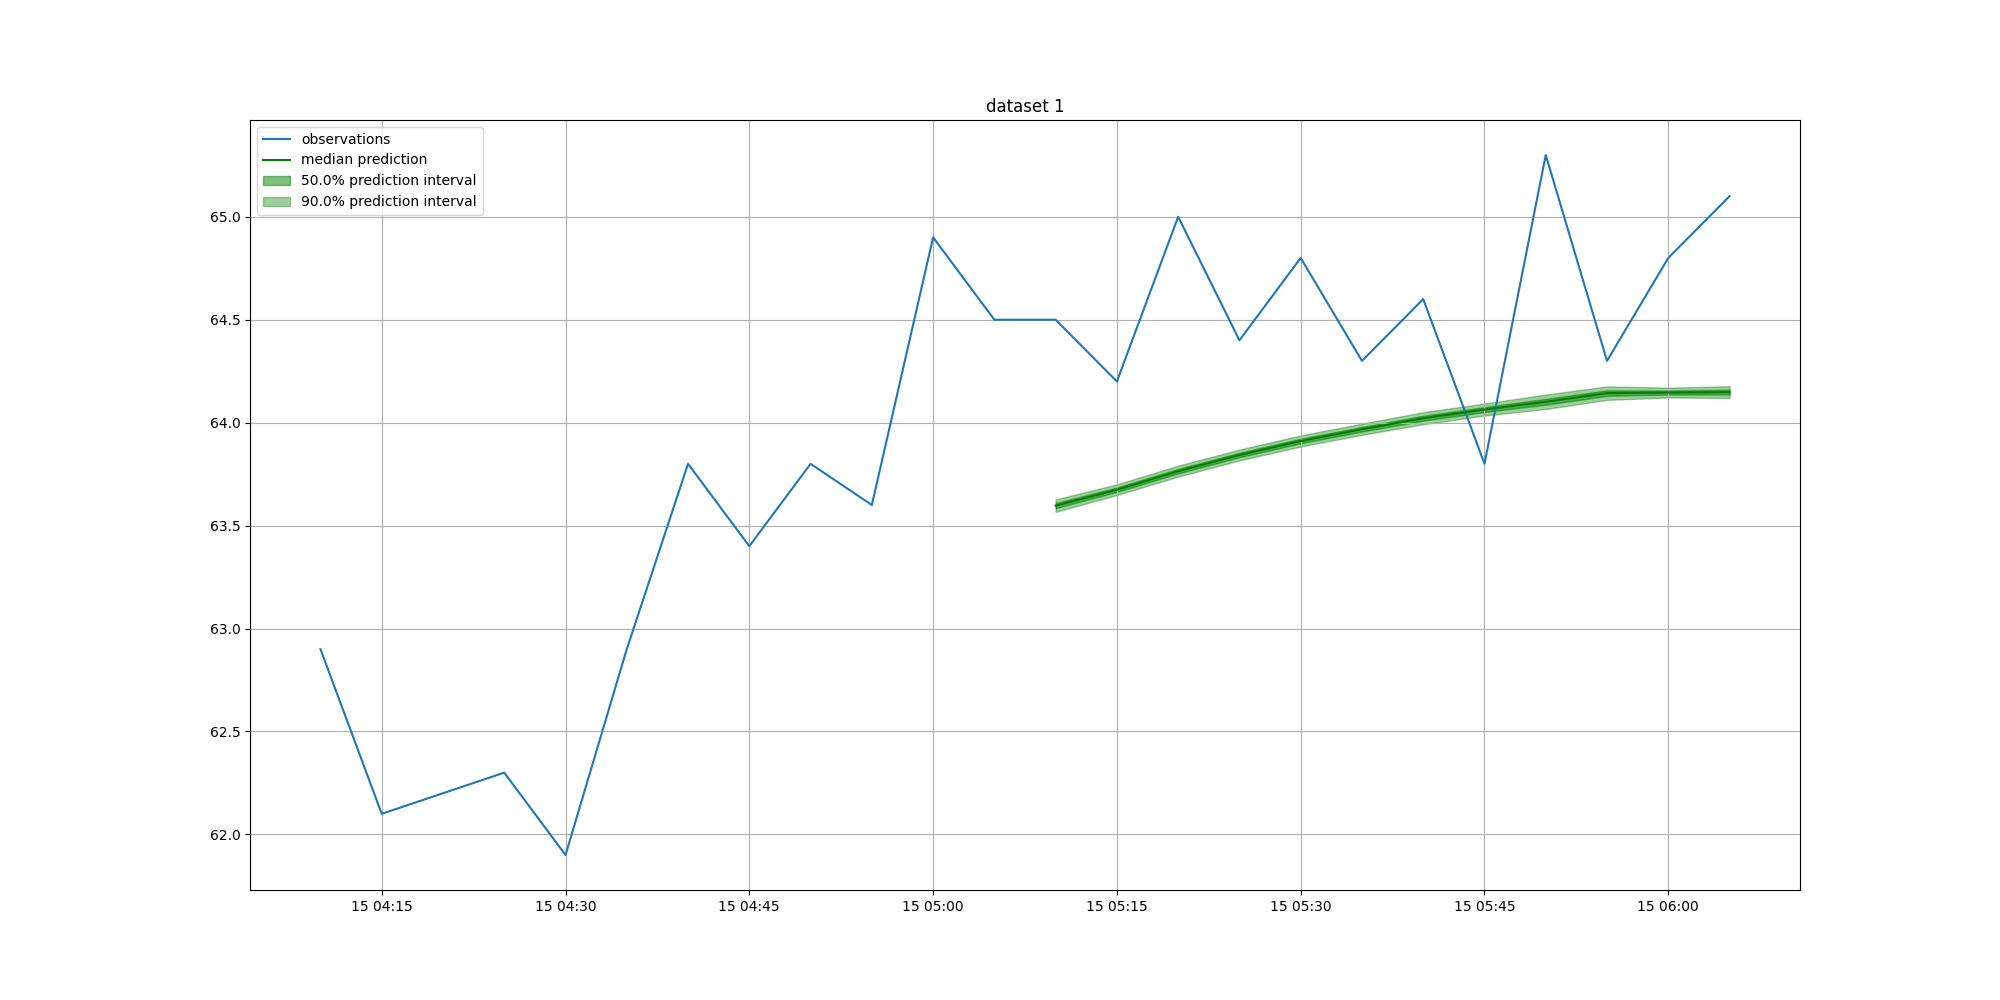 dataset 1
observations
median prediction
50.0% prediction interval
90.0% prediction interval
65.0
64.5
64.0
63.5
63.0
62.5
62.0
15 04:15 15 04:30 15 04:45 15 05:00 15 05:15 15 05:30 15 05:45 15 06:00